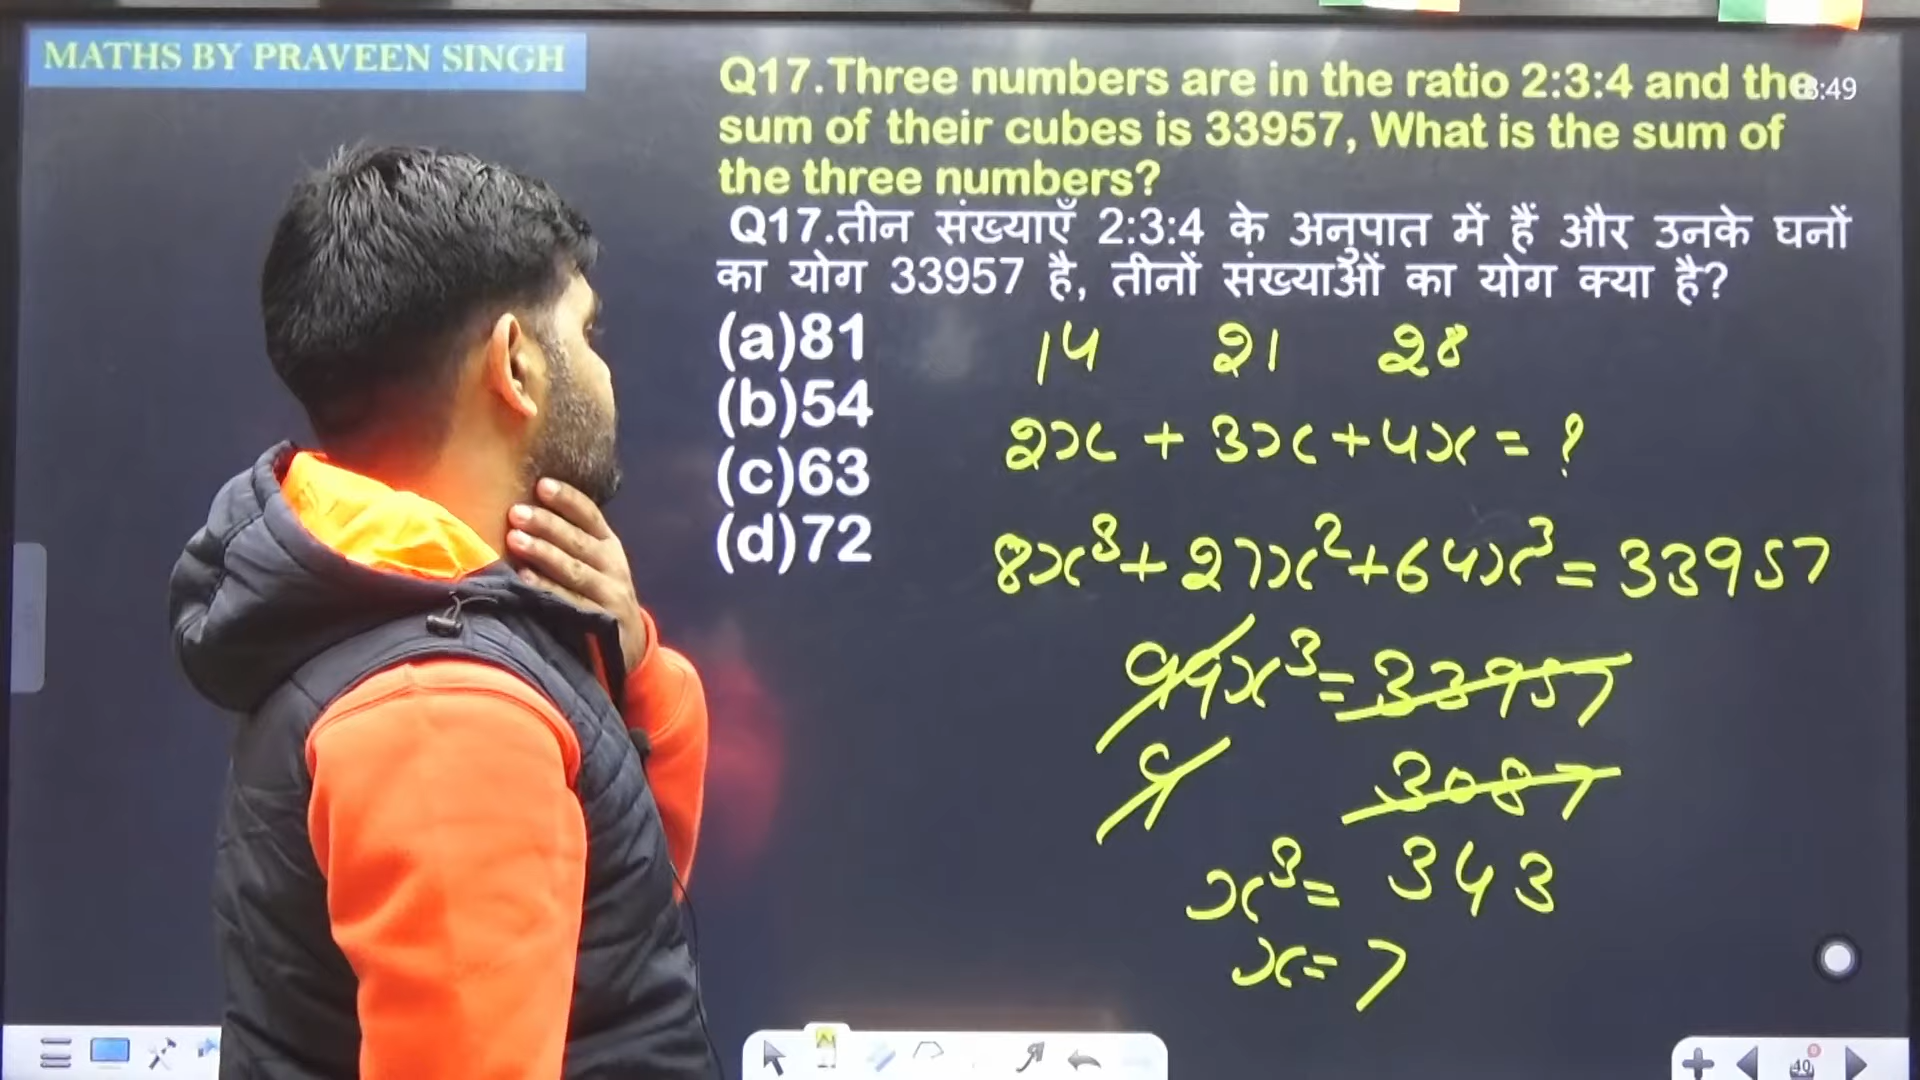 MATHS BY PRAVEEN SINGH
Q17.Three numbers are in the ratio 2:3:4 and the
:49
sum of their cubes is 33957, What is the sum of
the three numbers?
Q17.तीन संख्याएँ 2:3:4 के अनुपात में हैं और उनके घनों
का योग 33957 है, तीनों संख्याओं का योग क्या है?
(a)81
(b)54
(c)63
(d)72
14 21 28
2x + 3x + 4x = ?
8x³ + 27x² + 64x³ = 33957
99x³ = 33957
9 3087
x³ = 343
x = 7
40